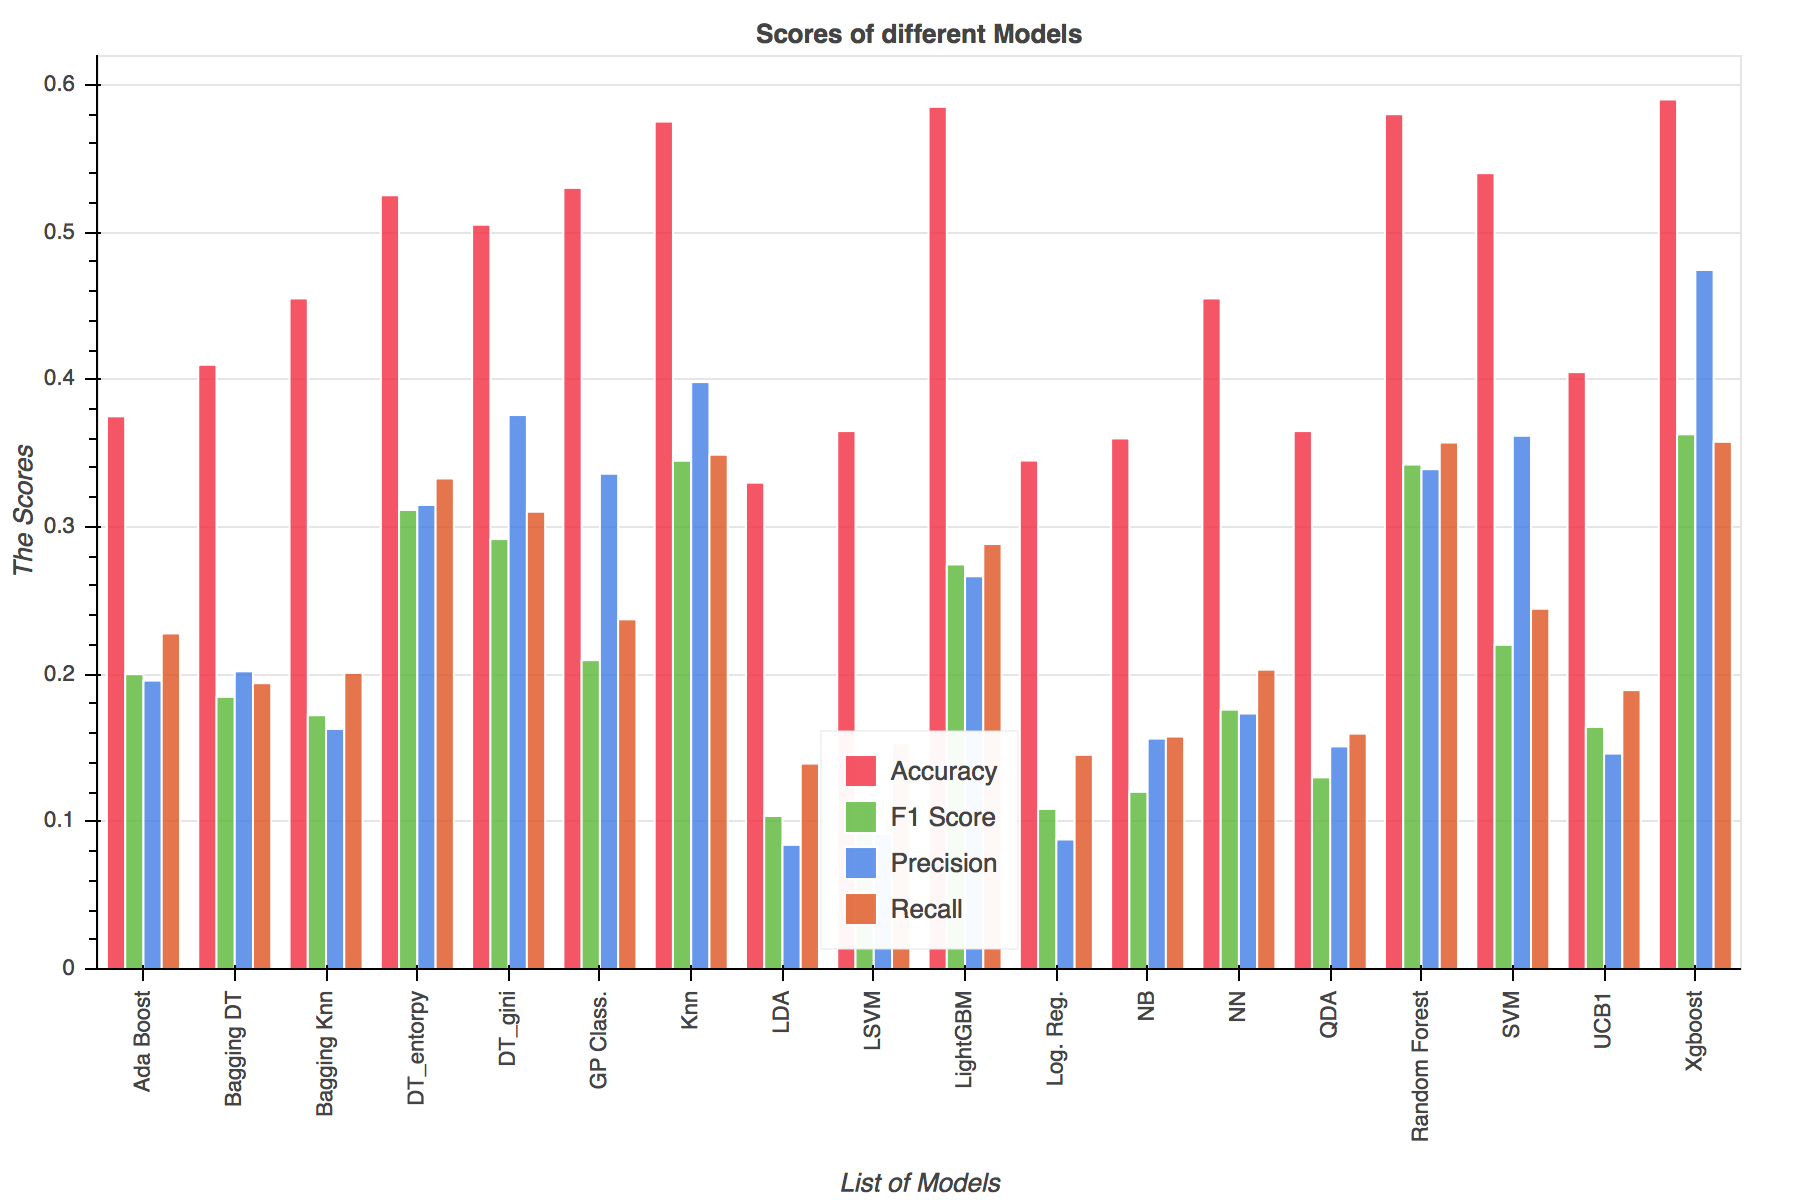 Scores of different Models
The Scores
0.6
0.5
0.4
0.3
0.2
0.1
0
Accuracy
F1 Score
Precision
Recall
Ada Boost
Bagging DT
Bagging Knn
DT_entorpy
DT_gini
GP Class.
Knn
LDA
LSVM
LightGBM
Log. Reg.
NB
NN
QDA
Random Forest
SVM
UCB1
Xgboost
List of Models